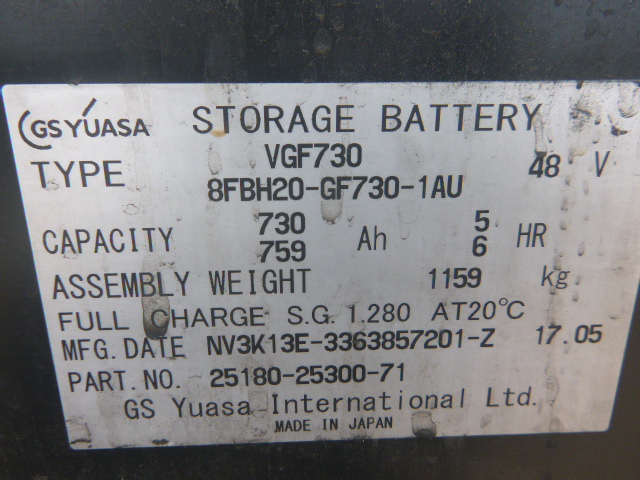 GS YUASA STORAGE BATTERY
TYPE VGF730 48 V
8FBH20-GF730-1AU
CAPACITY 730 Ah 5 HR
759 6
ASSEMBLY WEIGHT 1159 kg
FULL CHARGE S.G. 1.280 AT20℃
MFG. DATE NV3K13E-3363857201-Z 17.05
PART. NO. 25180-25300-71
GS Yuasa International Ltd.
MADE IN JAPAN